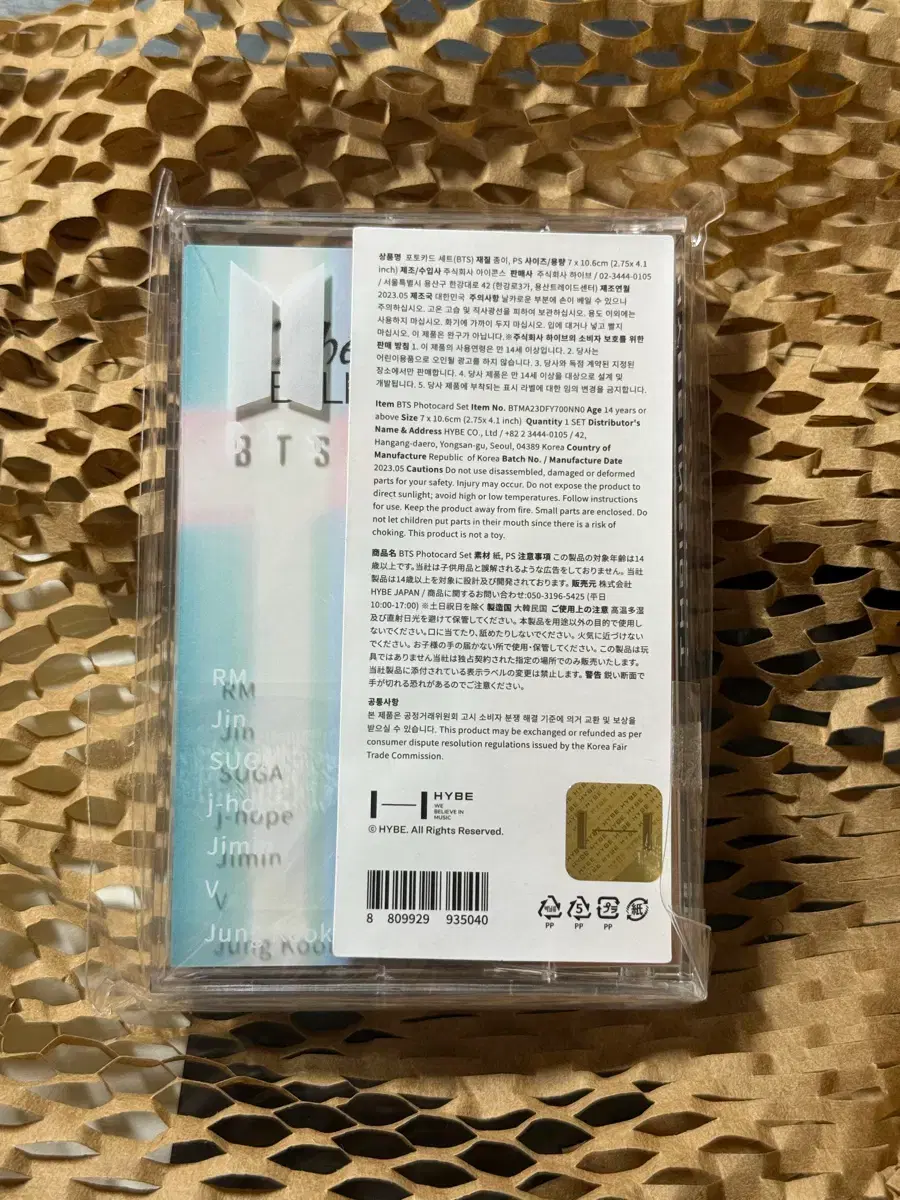 BTS
RM
Jin
SUGA
j-hope
Jimin
V
Jung Kook
상품명 포토카드 세트(BTS) 재질 종이, PS 사이즈/용량 7 x 10.6cm (2.75x 4.1
inch) 제조/수입사 주식회사 아이콘스 판매사 주식회사 하이브 / 02-3444-0105
/ 서울특별시 용산구 한강대로 42 (한강로3가, 용산트레이드센터) 제조연월
2023.05 제조국 대한민국 주의사항 날카로운 부분에 손이 베일 수 있으니
주의하십시오. 고온 고습 및 직사광선을 피하여 보관하십시오. 용도 이외에는
사용하지 마십시오. 화기에 가까이 두지 마십시오. 입에 대거나 넣고 빨지
마십시오. 이 제품은 완구가 아닙니다.※주식회사 하이브의 소비자 보호를 위한
판매 방침 1. 이 제품의 사용연령은 만 14세 이상입니다. 2. 당사는
어린이용품으로 오인될 광고를 하지 않습니다. 3. 당사와 독점 계약된 지정된
장소에서만 판매합니다. 4. 당사 제품은 만 14세 이상을 대상으로 설계 및
개발됩니다. 5. 당사 제품에 부착되는 표시 라벨에 대한 임의 변경을 금지합니다.
Item BTS Photocard Set Item No. BTMA23DFY700NN0 Age 14 years or
above Size 7 x 10.6cm (2.75x 4.1 inch) Quantity 1 SET Distributor's
Name & Address HYBE CO., Ltd / +82 2 3444-0105 / 42,
Hangang-daero, Yongsan-gu, Seoul, 04389 Korea Country of
Manufacture Republic of Korea Batch No. / Manufacture Date
2023.05 Cautions Do not use disassembled, damaged or deformed
parts for your safety. Injury may occur. Do not expose the product to
direct sunlight; avoid high or low temperatures. Follow instructions
for use. Keep the product away from fire. Small parts are enclosed. Do
not let children put parts in their mouth since there is a risk of
choking. This product is not a toy.
商品名 BTS Photocard Set 素材 紙, PS 注意事項 この製品の対象年齢は14
歳以上です。当社は子供用品と誤解されるような広告をしておりません。当社
製品は14歳以上を対象に設計及び開発されております。販売元 株式会社
HYBE JAPAN / 商品に関するお問い合わせ:050-3196-5425 (平日
10:00-17:00) ※土日祝日を除く 製造国 大韓民国 ご使用上の注意 高温多湿
及び直射日光を避けて保管してください。本製品を用途以外の目的で使用し
ないでください。口に当てたり、舐めたりしないでください。火気に近づけない
でください。お子様の手の届かない所で使用・保管してください。この製品は玩
具ではありません当社は独占契約された指定の場所でのみ販売いたします。
当社製品に添付されている表示ラベルの変更は禁止します。警告 鋭い断面で
手が切れる恐れがあるのでご注意ください。
공통사항
본 제품은 공정거래위원회 고시 소비자 분쟁 해결 기준에 의거 교환 및 보상을
받으실 수 있습니다. This product may be exchanged or refunded as per
consumer dispute resolution regulations issued by the Korea Fair
Trade Commission.
HYBE
WE
BELIEVE IN
MUSIC
© HYBE. All Rights Reserved.
8 809929 935040
5 プラ 紙
PP PP PP